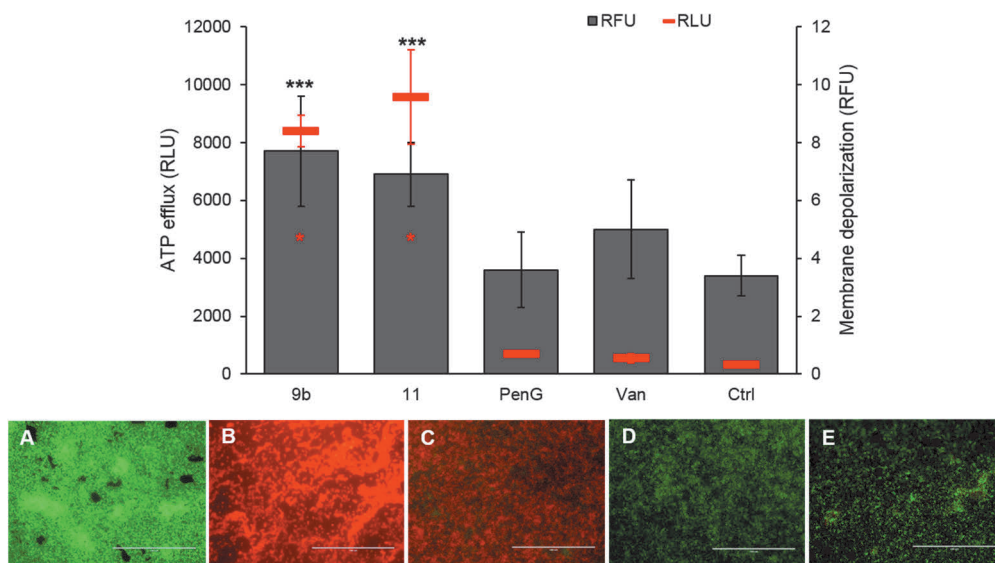 RFU RLU
12000 12
10000 10
8000 8
6000 6
4000 4
2000 2
0 0
ATP efflux (RLU)
Membrane depolarization (RFU)
***
***
*
*
9b 11 PenG Van Ctrl
A B C D E